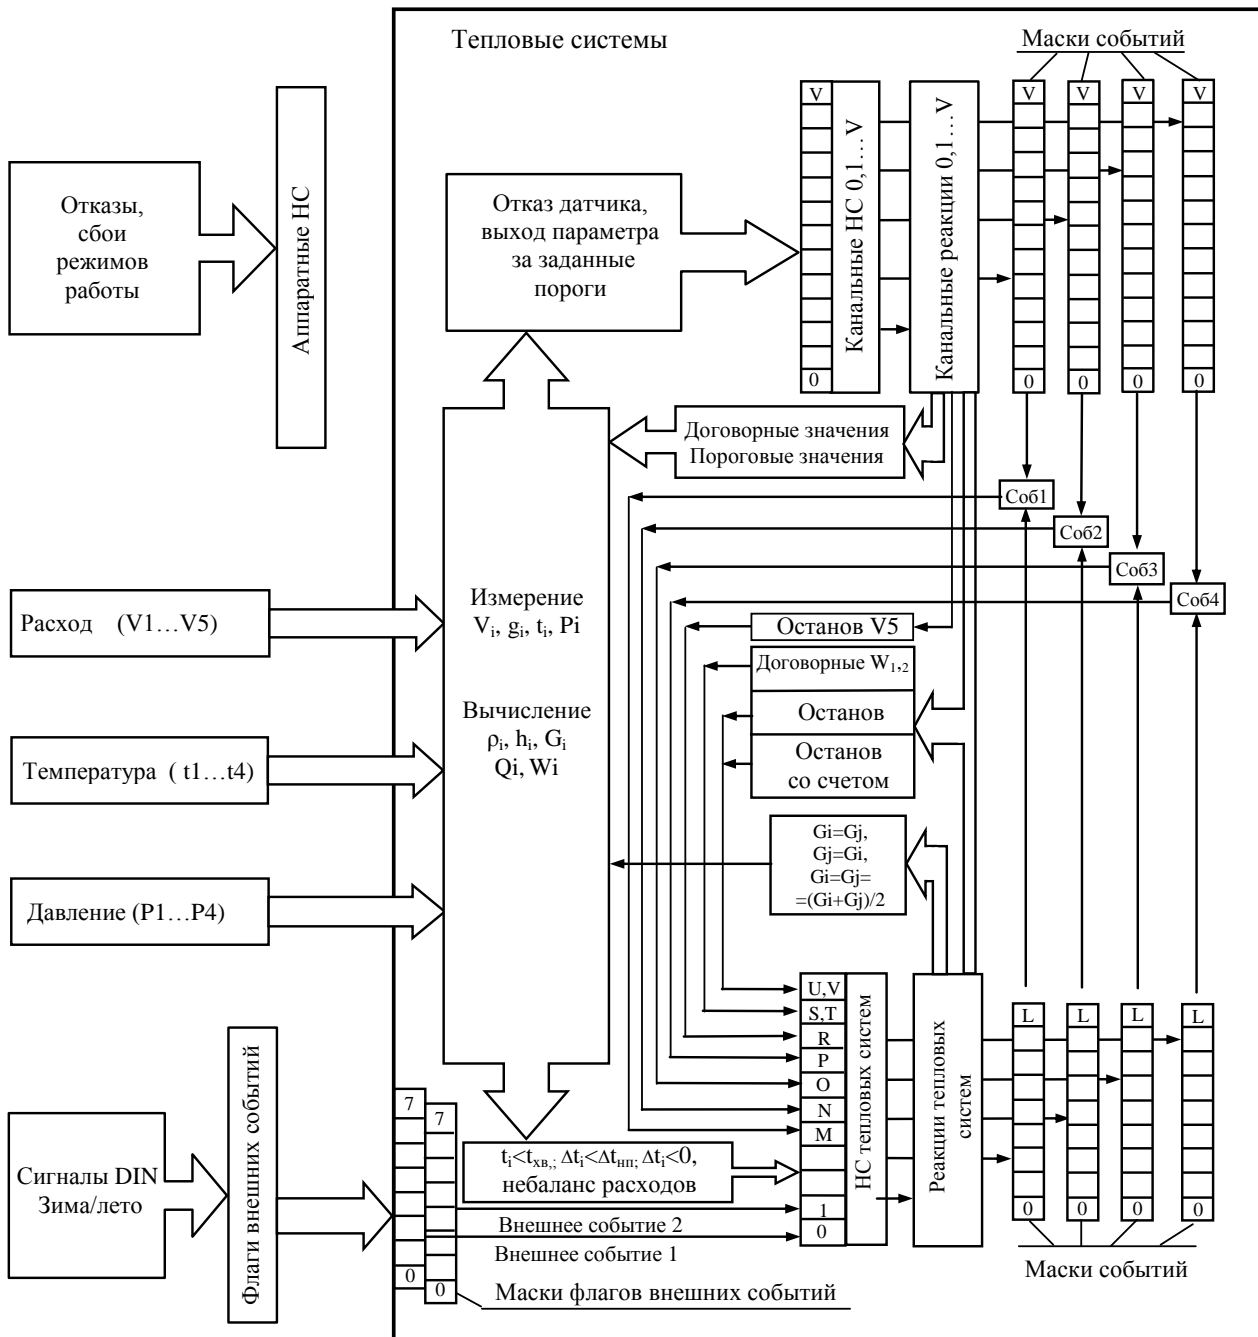 Тепловые системы
Маски событий
V
V
V
V
V
Отказы,
сбои
режимов
работы
Аппаратные НС
Отказ датчика,
выход параметра
за заданные
пороги
Канальные НС 0,1…V
Канальные реакции 0,1…V
0
0
0
0
0
Договорные значения
Пороговые значения
Соб1
Соб2
Соб3
Соб4
Расход (V1…V5)
Измерение
Vi, gi, ti, Pi
Останов V5
Договорные W1,2
Останов
Останов
со счетом
Вычисление
ρi, hi, Gi
Qi, Wi
Температура ( t1…t4)
Gi=Gj,
Gj=Gi,
Gi=Gj=
=(Gi+Gj)/2
Давление (P1…P4)
U,V
S,T
R
P
O
N
M
1
0
НС тепловых систем
Реакции тепловых
систем
L
L
L
L
0
0
0
0
Маски событий
Сигналы DIN
Зима/лето
Флаги внешних событий
7
7
0
0
ti<tхв,; Δti<Δtнп; Δti<0,
небаланс расходов
Внешнее событие 2
Внешнее событие 1
Маски флагов внешних событий